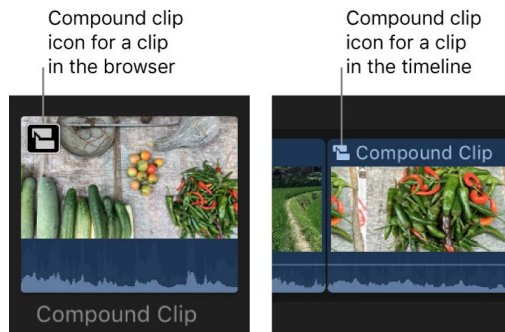 Compound clip
icon for a clip
in the browser
Compound clip
icon for a clip
in the timeline
Compound Clip
Compound Clip